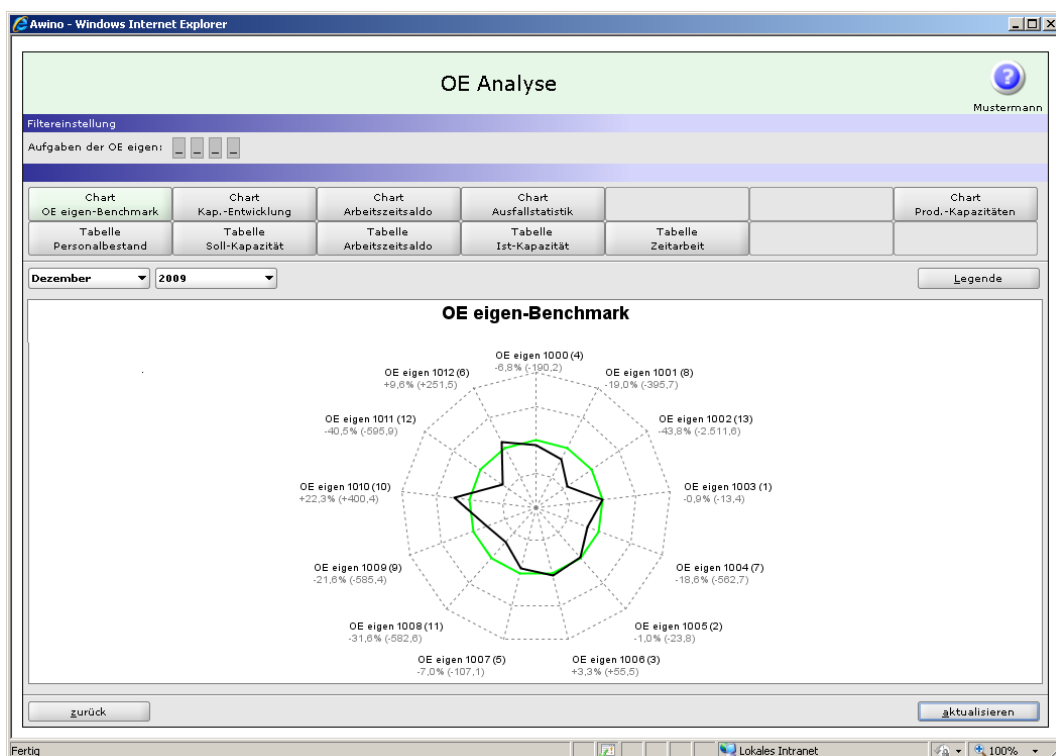 Awino - Windows Internet Explorer
OE Analyse
Mustermann
Filtereinstellung
Aufgaben der OE eigen: _ _ _ _
Chart
OE eigen-Benchmark
Chart
Kap.-Entwicklung
Chart
Arbeitszeitsaldo
Chart
Ausfallstatistik
Chart
Prod.-Kapazitäten
Tabelle
Personalbestand
Tabelle
Soll-Kapazität
Tabelle
Arbeitszeitsaldo
Tabelle
Ist-Kapazität
Tabelle
Zeitarbeit
Dezember 2009 Legende
OE eigen-Benchmark
OE eigen 1000 (4)
-6,8% (-190,2)
OE eigen 1001 (8)
-19,0% (-395,7)
OE eigen 1002 (13)
-43,8% (-2.511,6)
OE eigen 1003 (1)
-0,9% (-13,4)
OE eigen 1004 (7)
-18,6% (-562,7)
OE eigen 1005 (2)
-1,0% (-23,8)
OE eigen 1006 (3)
+3,3% (+55,5)
OE eigen 1007 (5)
-7,0% (-107,1)
OE eigen 1008 (11)
-31,6% (-582,6)
OE eigen 1009 (9)
-21,6% (-585,4)
OE eigen 1010 (10)
+22,3% (+400,4)
OE eigen 1011 (12)
-40,5% (-595,9)
OE eigen 1012 (6)
+9,6% (+251,5)
zurück aktualisieren
Fertig Lokales Intranet 100%